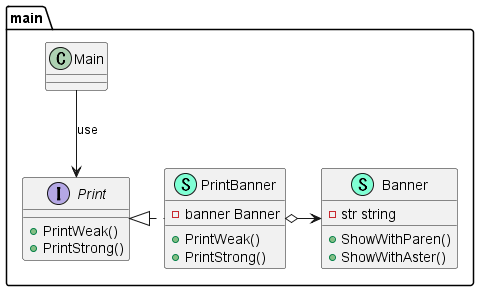 main
C Main
use
I Print
PrintWeak()
PrintStrong()
S PrintBanner
banner Banner
PrintWeak()
PrintStrong()
S Banner
str string
ShowWithParen()
ShowWithAster()